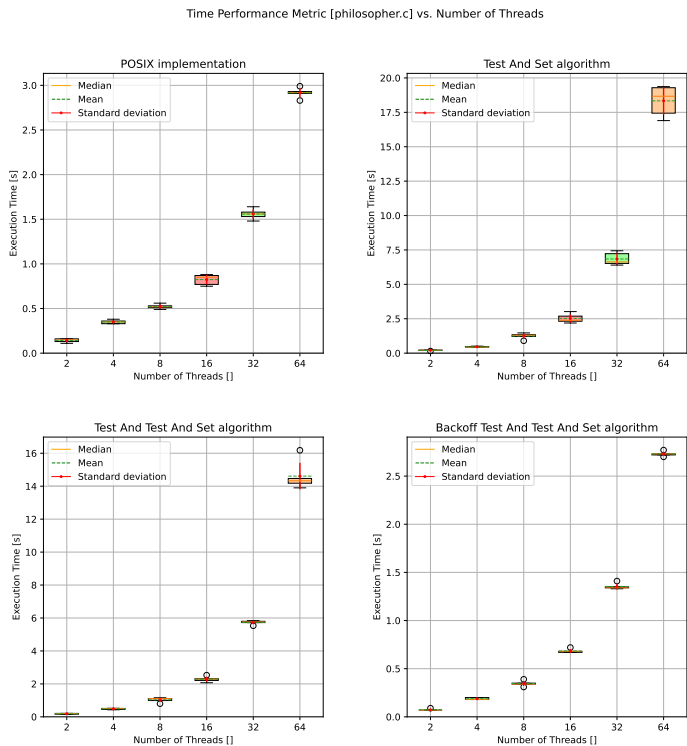 Time Performance Metric [philosopher.c] vs. Number of Threads
POSIX implementation
Median
Mean
Standard deviation
3.0
2.5
2.0
1.5
1.0
0.5
0.0
Execution Time [s]
2 4 8 16 32 64
Number of Threads []
Test And Set algorithm
Median
Mean
Standard deviation
20.0
17.5
15.0
12.5
10.0
7.5
5.0
2.5
0.0
Execution Time [s]
2 4 8 16 32 64
Number of Threads []
Test And Test And Set algorithm
Median
Mean
Standard deviation
16
14
12
10
8
6
4
2
0
Execution Time [s]
2 4 8 16 32 64
Number of Threads []
Backoff Test And Test And Set algorithm
Median
Mean
Standard deviation
2.5
2.0
1.5
1.0
0.5
0.0
Execution Time [s]
2 4 8 16 32 64
Number of Threads []